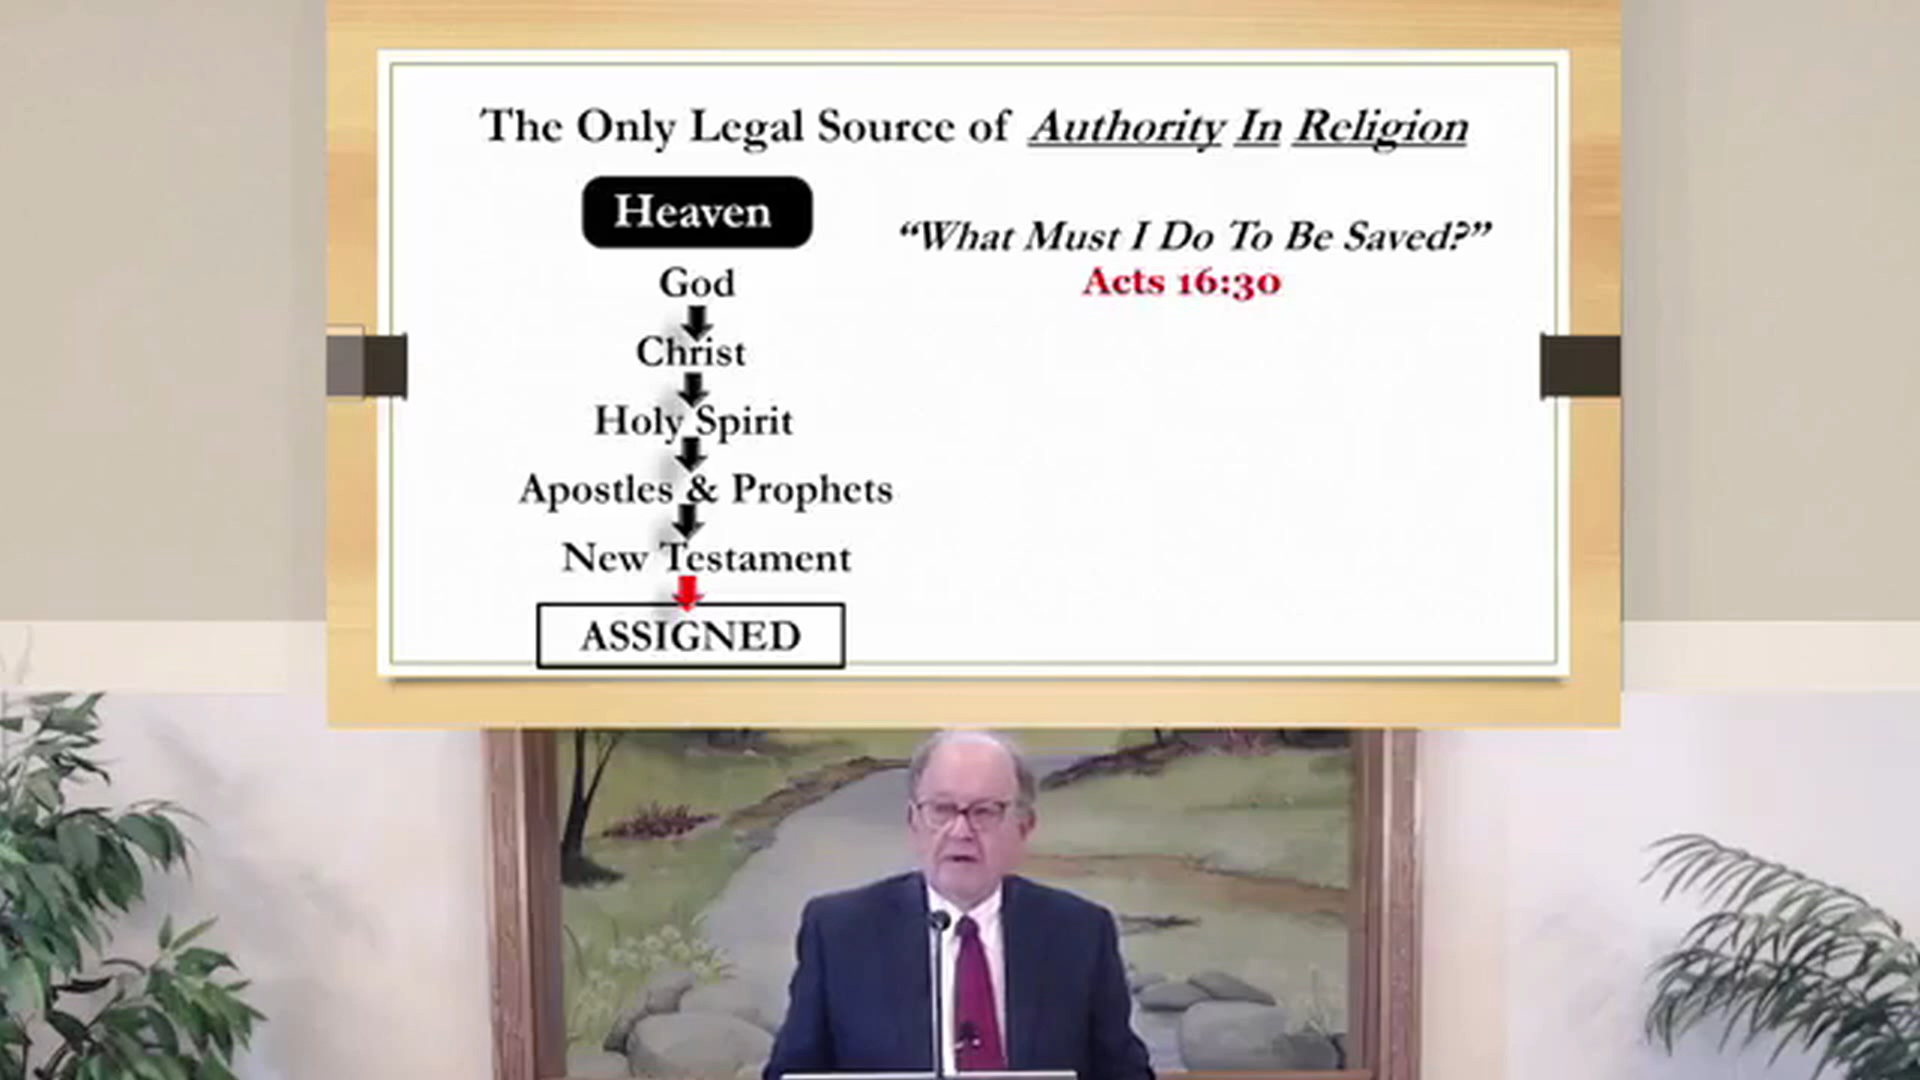 The Only Legal Source of Authority In Religion
Heaven
"What Must I Do To Be Saved?"
Acts 16:30
God
Christ
Holy Spirit
Apostles & Prophets
New Testament
ASSIGNED